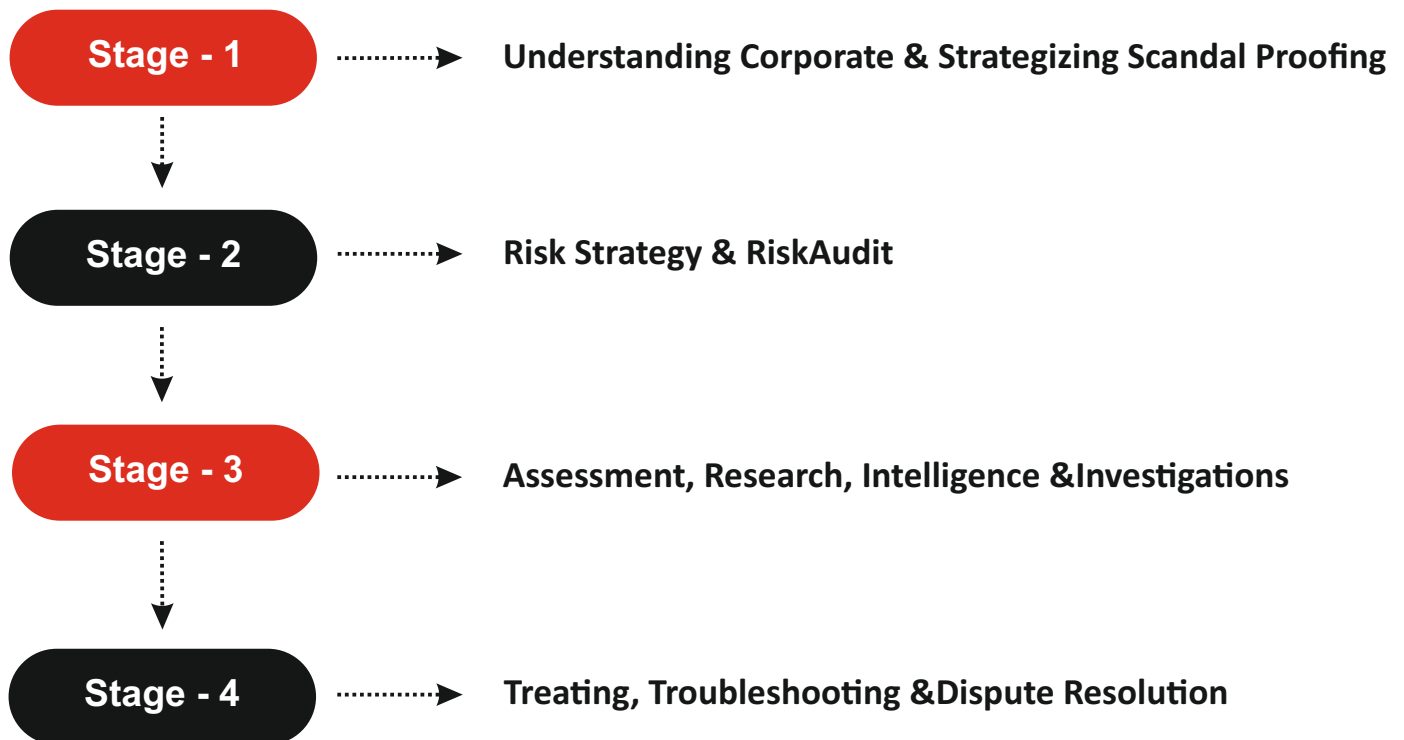 Stage - 1
Understanding Corporate & Strategizing Scandal Proofing
Stage - 2
Risk Strategy & RiskAudit
Stage - 3
Assessment, Research, Intelligence &Investigations
Stage - 4
Treating, Troubleshooting &Dispute Resolution